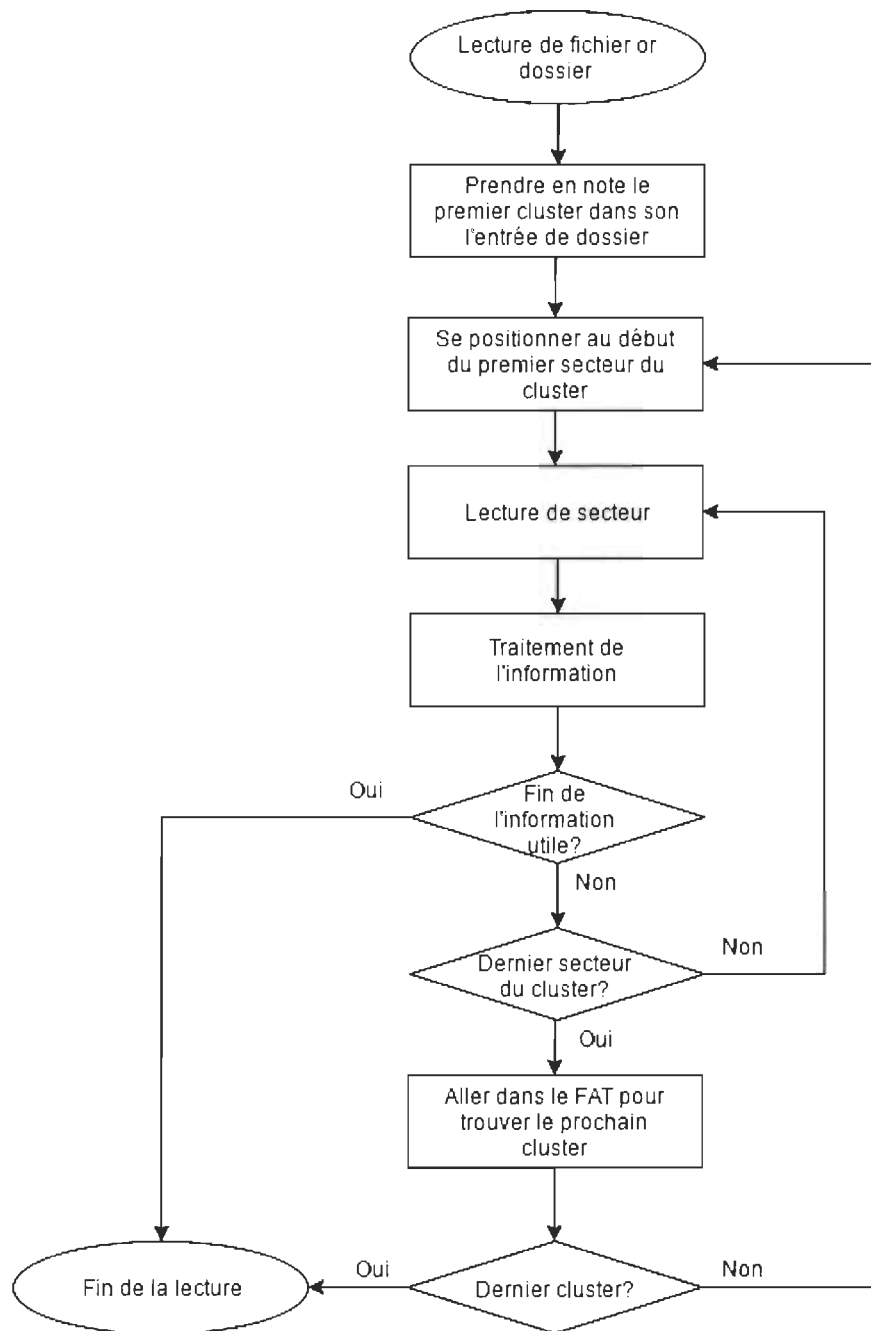 Lecture de fichier or
dossier
Prendre en note le
premier cluster dans son
l'entrée de dossier
Se positionner au début
du premier secteur du
cluster
Lecture de secteur
Traitement de
l'information
Oui
Fin de
l'information
utile?
Non
Dernier secteur
du cluster?
Non
Oui
Aller dans le FAT pour
trouver le prochain
cluster
Fin de la lecture
Oui
Dernier cluster?
Non